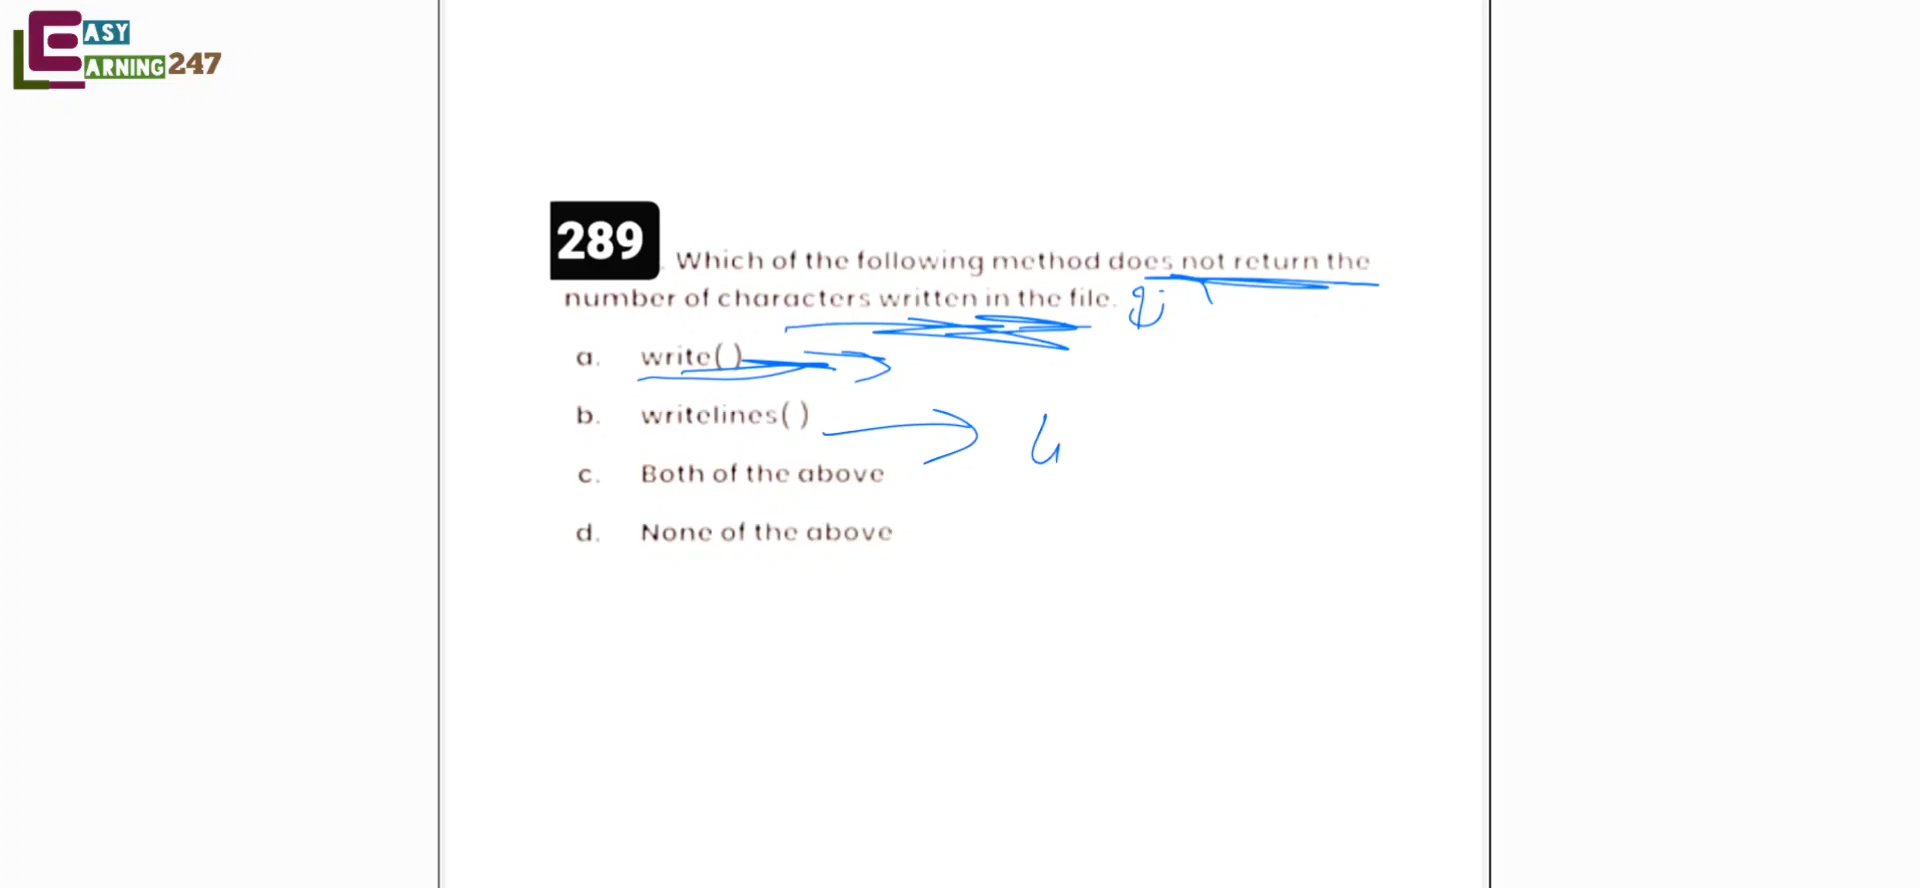 EASY
LEARNING247
289
Which of the following method does not return the
number of characters written in the file.
a. write()
b. writelines()
c. Both of the above
d. None of the above